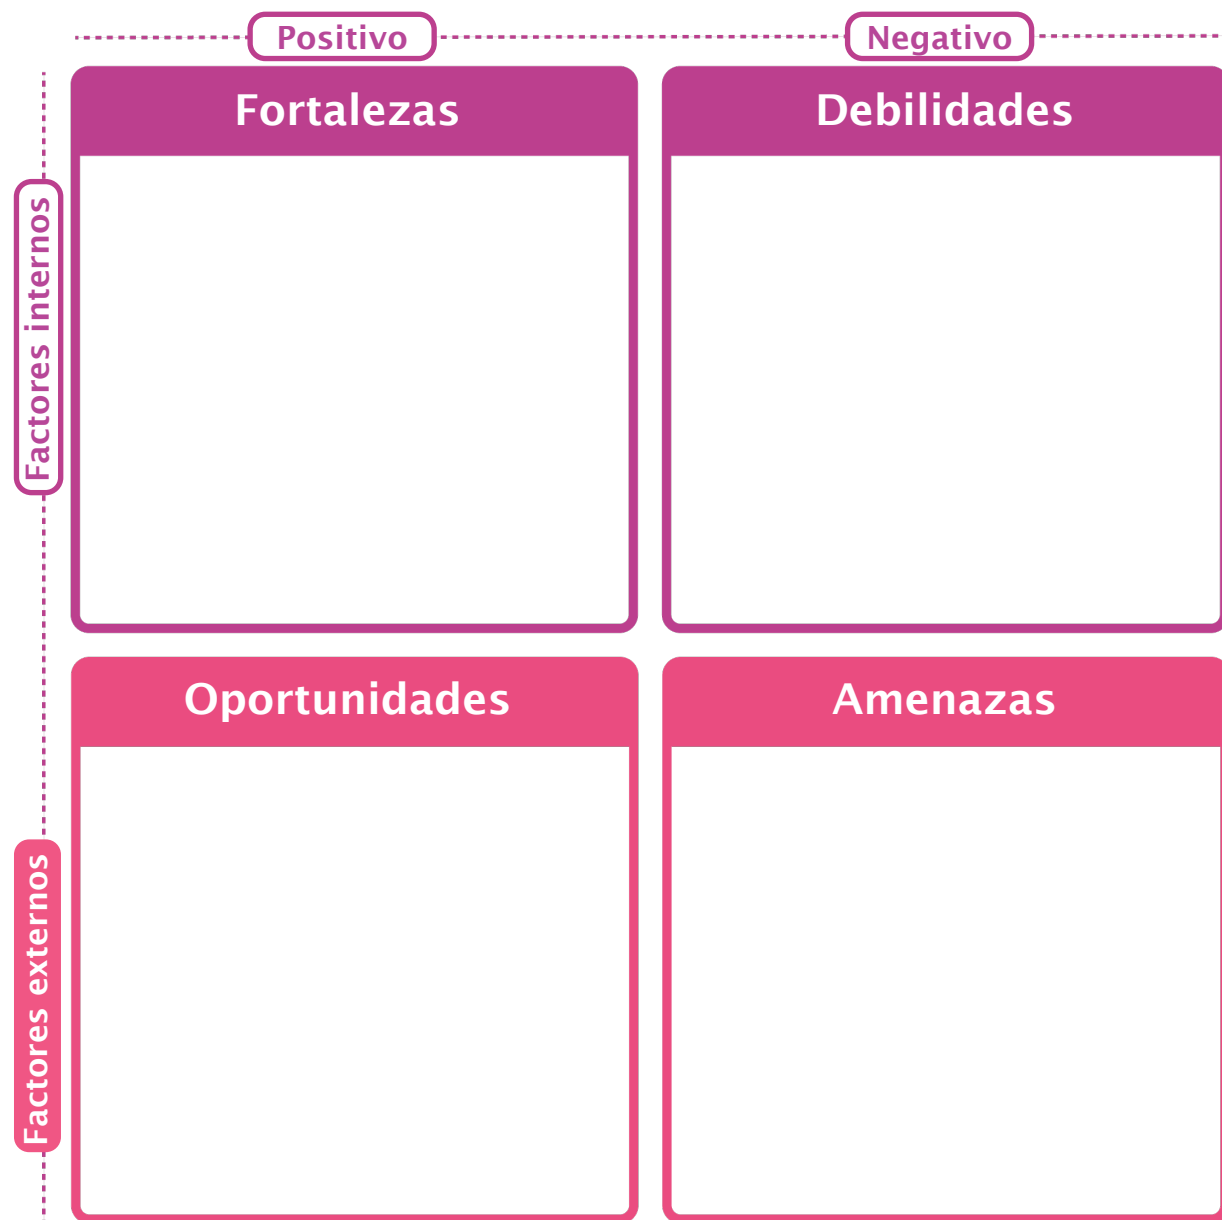 Positivo
Negativo
Fortalezas
Debilidades
Factores internos
Oportunidades
Amenazas
Factores externos